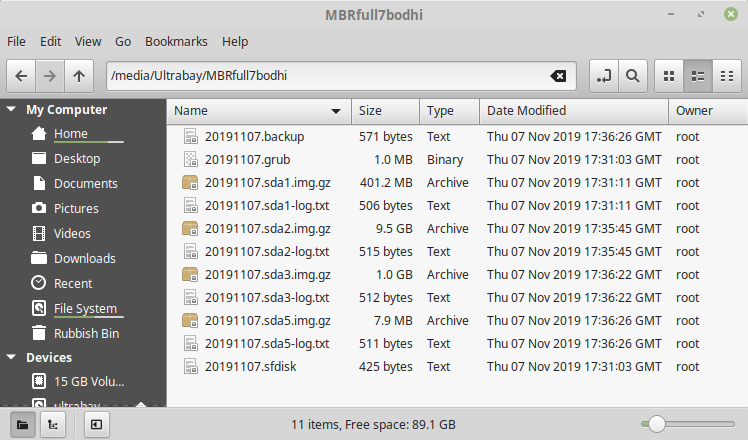 MBRfull7bodhi
File Edit View Go Bookmarks Help
/media/Ultrabay/MBRfull7bodhi
My Computer
Home
Desktop
Documents
Pictures
Videos
Downloads
Recent
File System
Rubbish Bin
Devices
15 GB Volu...
ultrabay
Name Size Type Date Modified Owner
20191107.backup 571 bytes Text Thu 07 Nov 2019 17:36:26 GMT root
20191107.grub 1.0 MB Binary Thu 07 Nov 2019 17:31:03 GMT root
20191107.sda1.img.gz 401.2 MB Archive Thu 07 Nov 2019 17:31:11 GMT root
20191107.sda1-log.txt 506 bytes Text Thu 07 Nov 2019 17:31:11 GMT root
20191107.sda2.img.gz 9.5 GB Archive Thu 07 Nov 2019 17:35:45 GMT root
20191107.sda2-log.txt 515 bytes Text Thu 07 Nov 2019 17:35:45 GMT root
20191107.sda3.img.gz 1.0 GB Archive Thu 07 Nov 2019 17:36:22 GMT root
20191107.sda3-log.txt 512 bytes Text Thu 07 Nov 2019 17:36:22 GMT root
20191107.sda5.img.gz 7.9 MB Archive Thu 07 Nov 2019 17:36:26 GMT root
20191107.sda5-log.txt 511 bytes Text Thu 07 Nov 2019 17:36:26 GMT root
20191107.sfdisk 425 bytes Text Thu 07 Nov 2019 17:31:03 GMT root
11 items, Free space: 89.1 GB